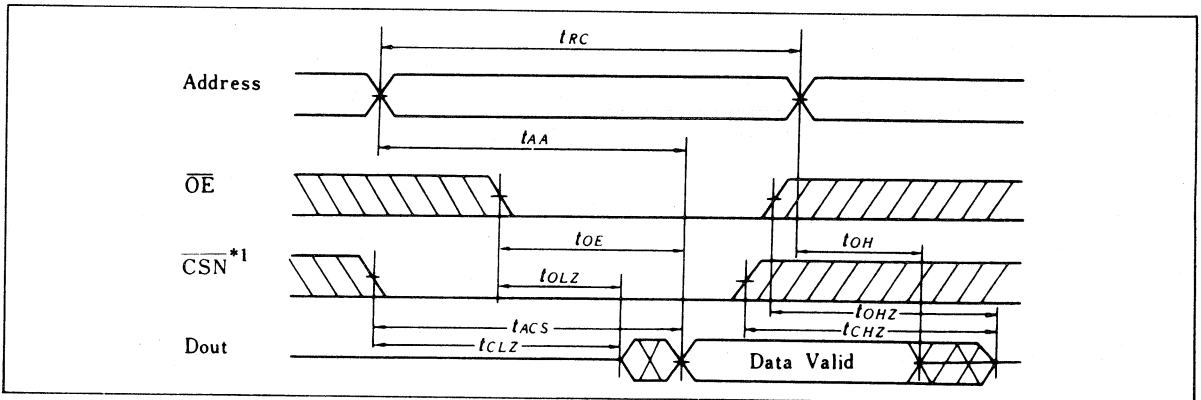 tRC
Address
tAA
OE
tOE
tOH
CSN*1
tOLZ
tOHZ
tACS
tCHZ
tCLZ
Dout
Data Valid